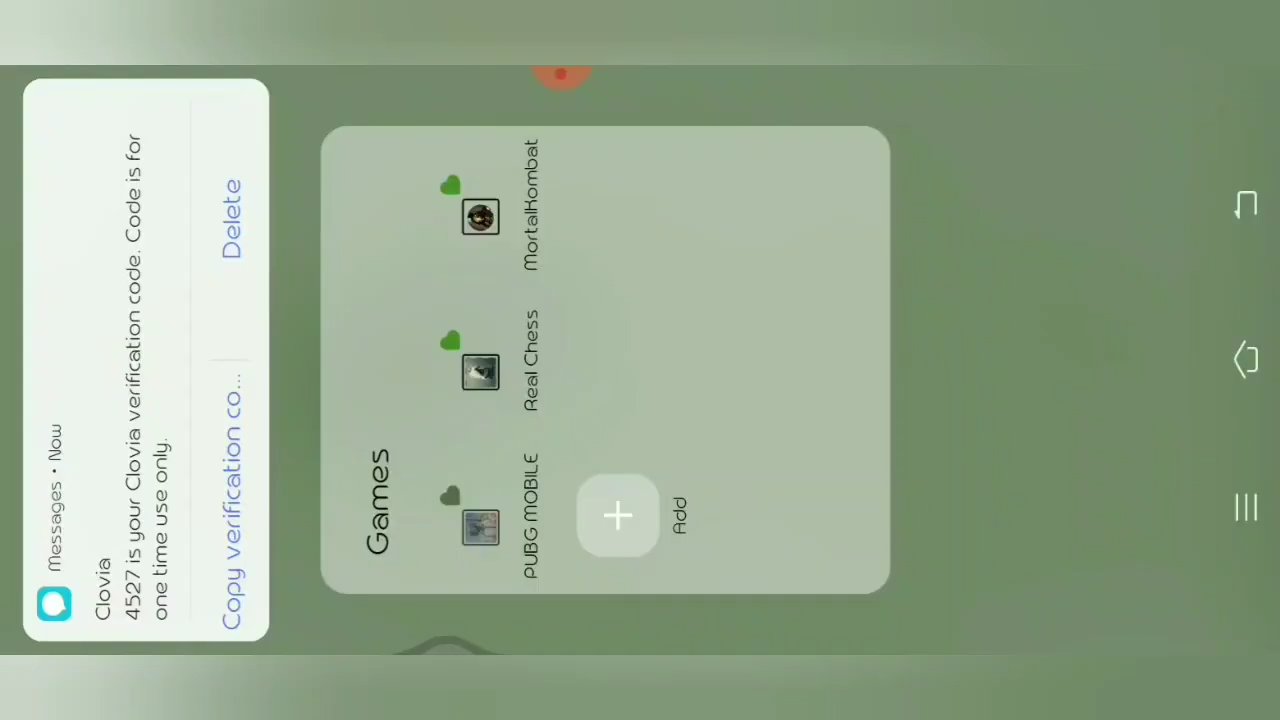 Messages • Now
Clovia
4527 is your Clovia verification code. Code is for
one time use only.
Copy verification co...
Delete
Games
PUBG MOBILE
Real Chess
MortalKombat
Add